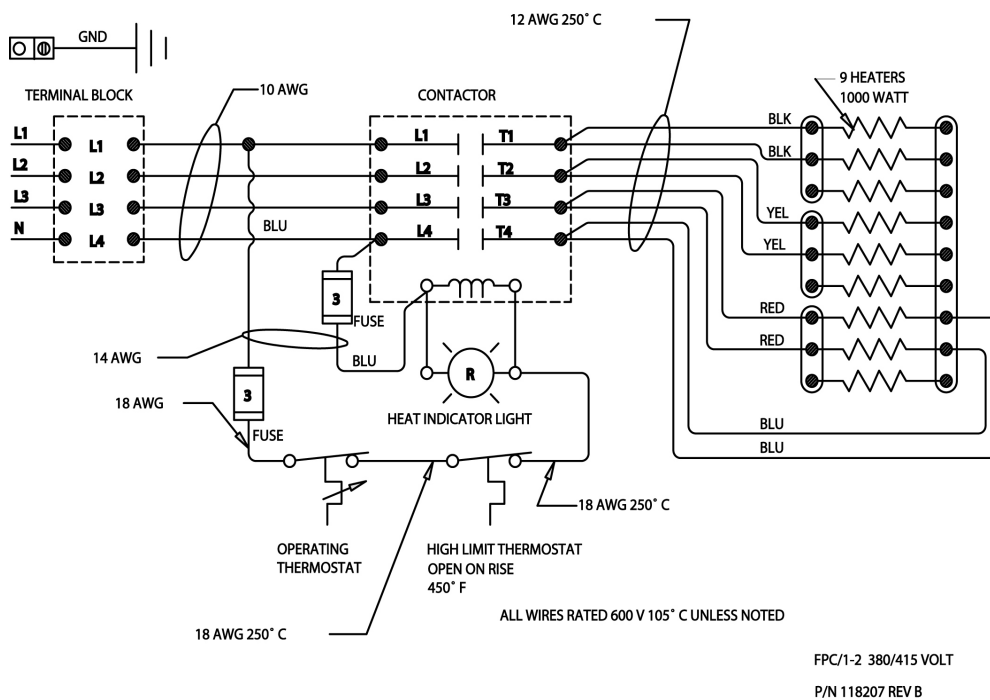 12 AWG 250° C
GND
9 HEATERS
1000 WATT
10 AWG
TERMINAL BLOCK
CONTACTOR
BLK
L1
L1
L1
T1
BLK
L2
L2
L2
T2
L3
L3
L3
T3
YEL
N
L4
BLU
L4
T4
YEL
3
RED
FUSE
RED
14 AWG
BLU
R
3
18 AWG
HEAT INDICATOR LIGHT
BLU
FUSE
BLU
18 AWG 250° C
OPERATING
THERMOSTAT
HIGH LIMIT THERMOSTAT
OPEN ON RISE
450° F
ALL WIRES RATED 600 V 105° C UNLESS NOTED
18 AWG 250° C
FPC/1-2 380/415 VOLT
P/N 118207 REV B